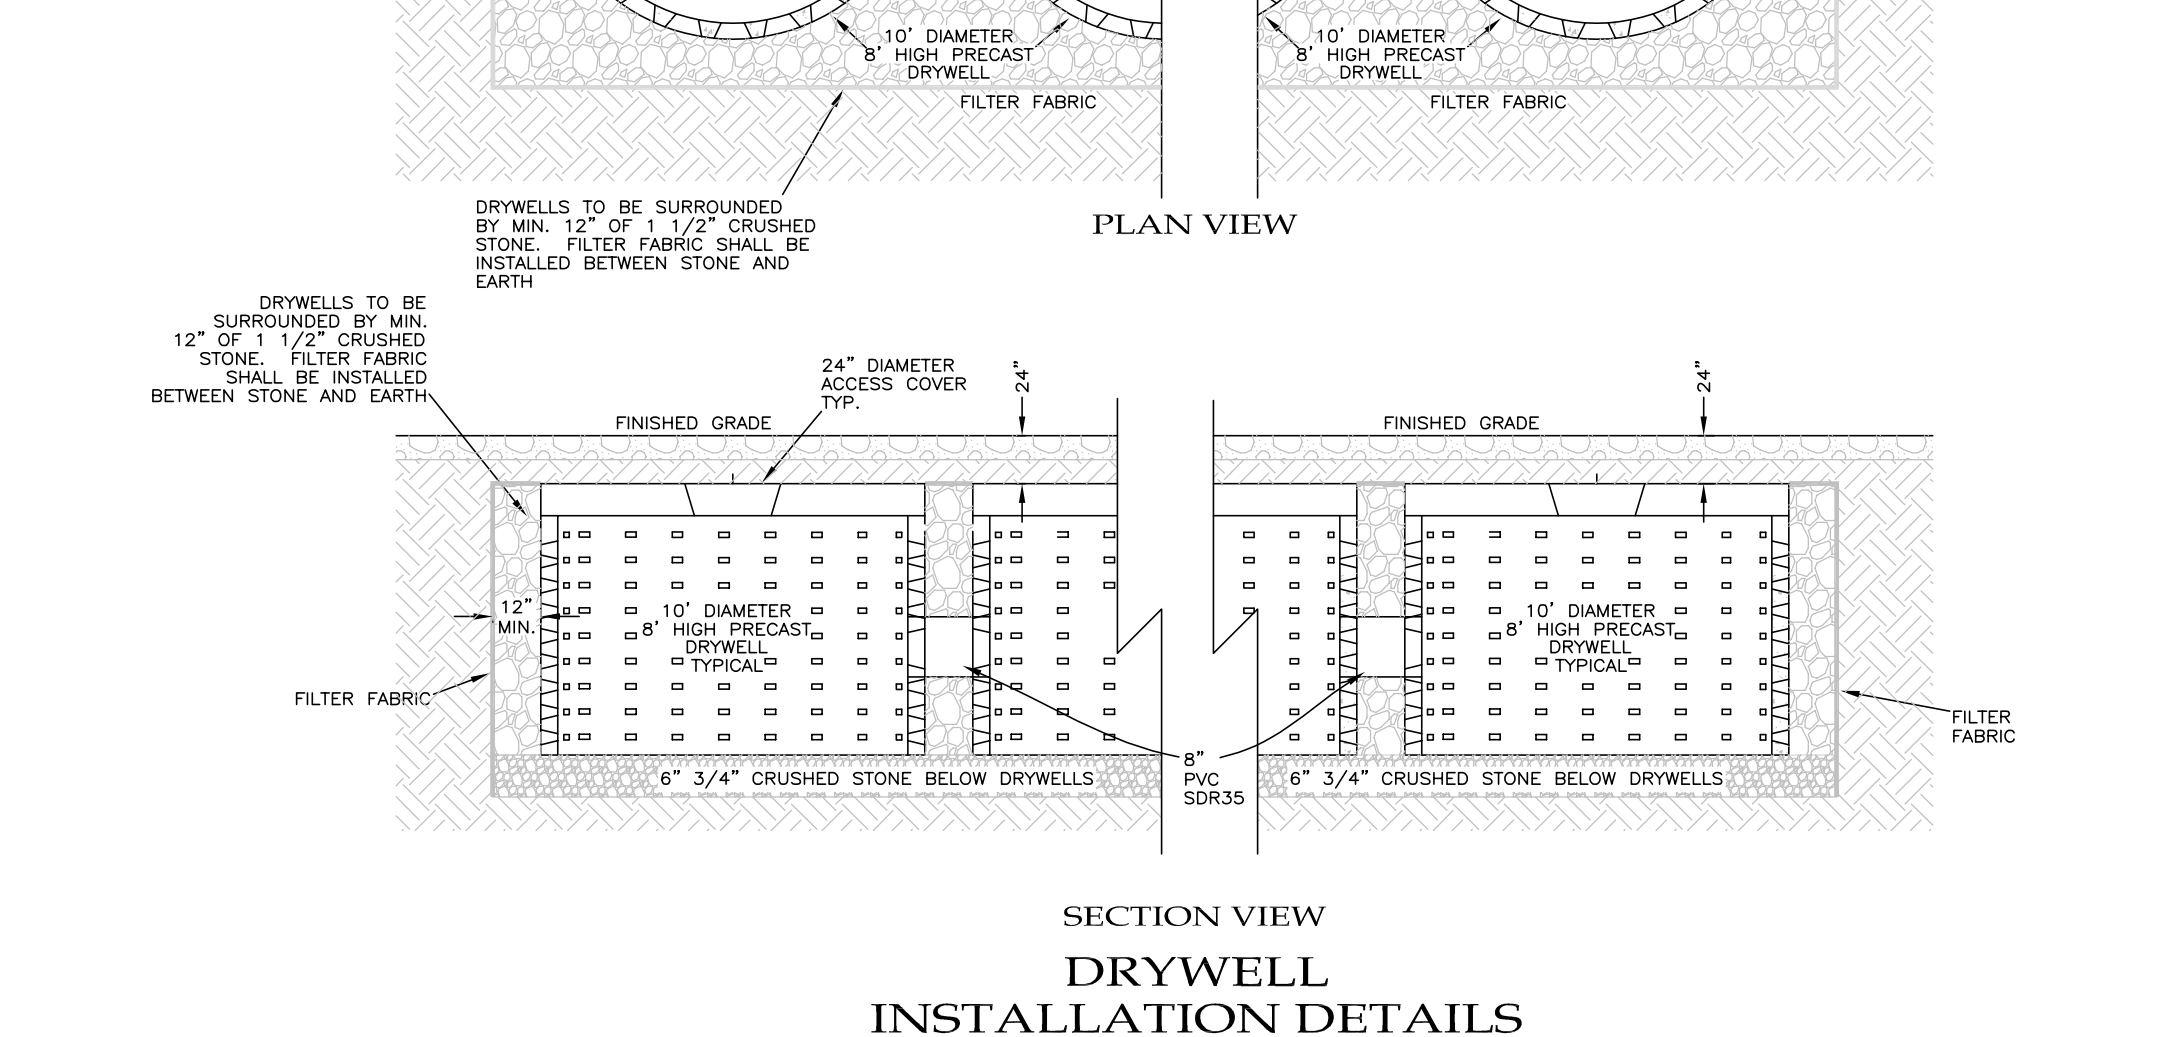 10' DIAMETER
8' HIGH PRECAST
DRYWELL
10' DIAMETER
8' HIGH PRECAST
DRYWELL
FILTER FABRIC
FILTER FABRIC
DRYWELLS TO BE SURROUNDED
BY MIN. 12" OF 1 1/2" CRUSHED
STONE. FILTER FABRIC SHALL BE
INSTALLED BETWEEN STONE AND
EARTH
PLAN VIEW
DRYWELLS TO BE
SURROUNDED BY MIN.
12" OF 1 1/2" CRUSHED
STONE. FILTER FABRIC
SHALL BE INSTALLED
BETWEEN STONE AND EARTH
24" DIAMETER
ACCESS COVER
TYP.
24"
24"
FINISHED GRADE
FINISHED GRADE
12"
MIN.
10' DIAMETER
8' HIGH PRECAST
DRYWELL
TYPICAL
10' DIAMETER
8' HIGH PRECAST
DRYWELL
TYPICAL
FILTER FABRIC
FILTER
FABRIC
8"
PVC
SDR35
6" 3/4" CRUSHED STONE BELOW DRYWELLS
6" 3/4" CRUSHED STONE BELOW DRYWELLS
SECTION VIEW
DRYWELL
INSTALLATION DETAILS